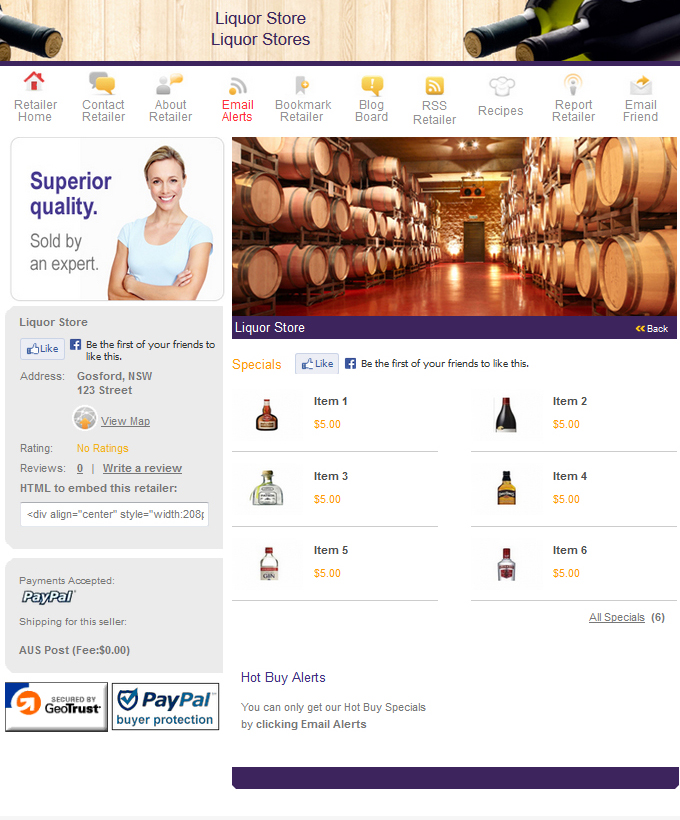 Liquor Store
Liquor Stores
Retailer Home
Contact Retailer
About Retailer
Email Alerts
Bookmark Retailer
Blog Board
RSS Retailer
Recipes
Report Retailer
Email Friend
Superior
quality.
Sold by
an expert.
Liquor Store
Like
Be the first of your friends to
like this.
Address: Gosford, NSW
123 Street
View Map
Rating: No Ratings
Reviews: 0 | Write a review
HTML to embed this retailer:
<div align="center" style="width:208p
Payments Accepted:
PayPal
Shipping for this seller:
AUS Post (Fee:$0.00)
SECURED BY
GeoTrust
PayPal
buyer protection
Liquor Store
Back
Specials
Like
Be the first of your friends to like this.
Item 1
$5.00
Item 2
$5.00
Item 3
$5.00
Item 4
$5.00
Item 5
$5.00
GIN
Item 6
$5.00
All Specials (6)
Hot Buy Alerts
You can only get our Hot Buy Specials
by clicking Email Alerts